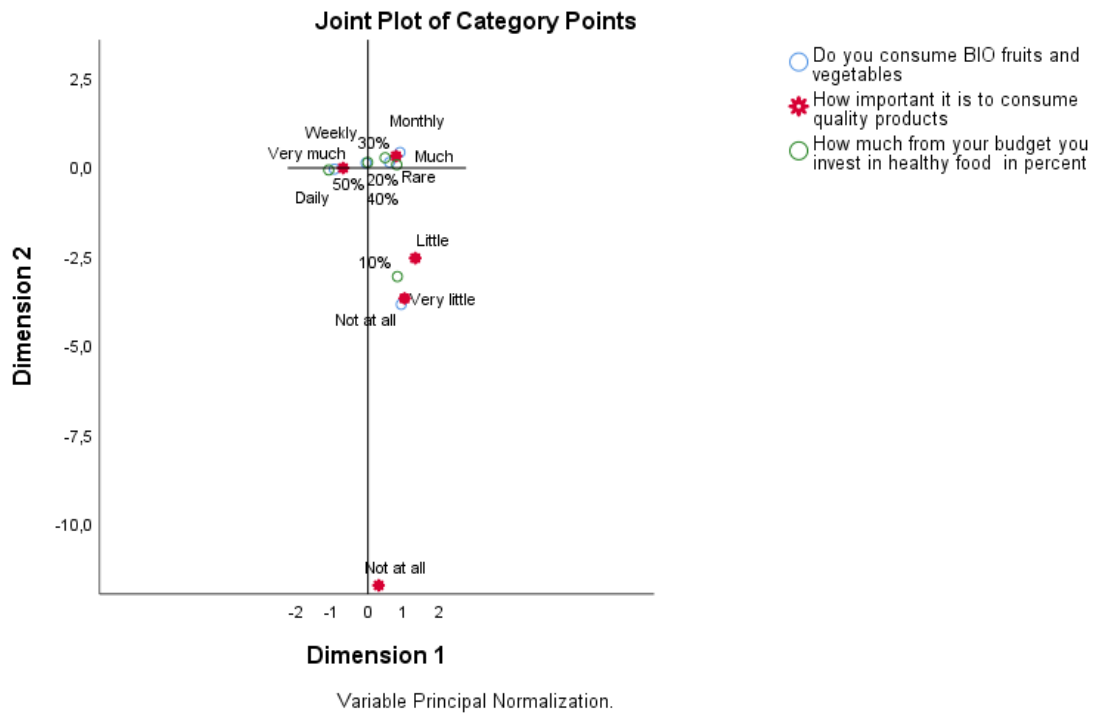 Joint Plot of Category Points
Do you consume BIO fruits and
vegetables
How important it is to consume
quality products
How much from your budget you
invest in healthy food in percent
Dimension 2
2,5
0,0
-2,5
-5,0
-7,5
-10,0
Monthly
Weekly
30%
Very much
Much
Rare
20%
50%
Daily
40%
Little
10%
Very little
Not at all
Not at all
-2 -1 0 1 2
Dimension 1
Variable Principal Normalization.